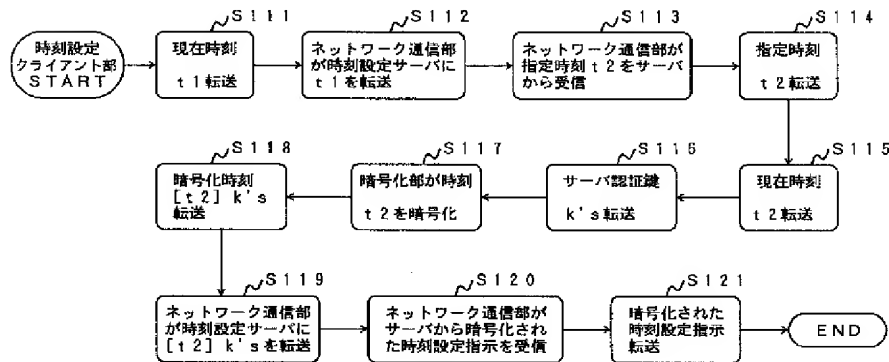 S111
S112
S113
S114
時刻設定
クライアント部
START
現在時刻
t1転送
ネットワーク通信部
が時刻設定サーバに
t1を転送
ネットワーク通信部が
指定時刻t2をサーバ
から受信
指定時刻
t2転送
S118
S117
S116
S115
暗号化時刻
[t2] k's
転送
暗号化部が時刻
t2を暗号化
サーバ認証鍵
k's転送
現在時刻
t2転送
S119
S120
S121
ネットワーク通信部
が時刻設定サーバに
[t2] k'sを転送
ネットワーク通信部が
サーバから暗号化され
た時刻設定指示を受信
暗号化された
時刻設定指示
転送
END